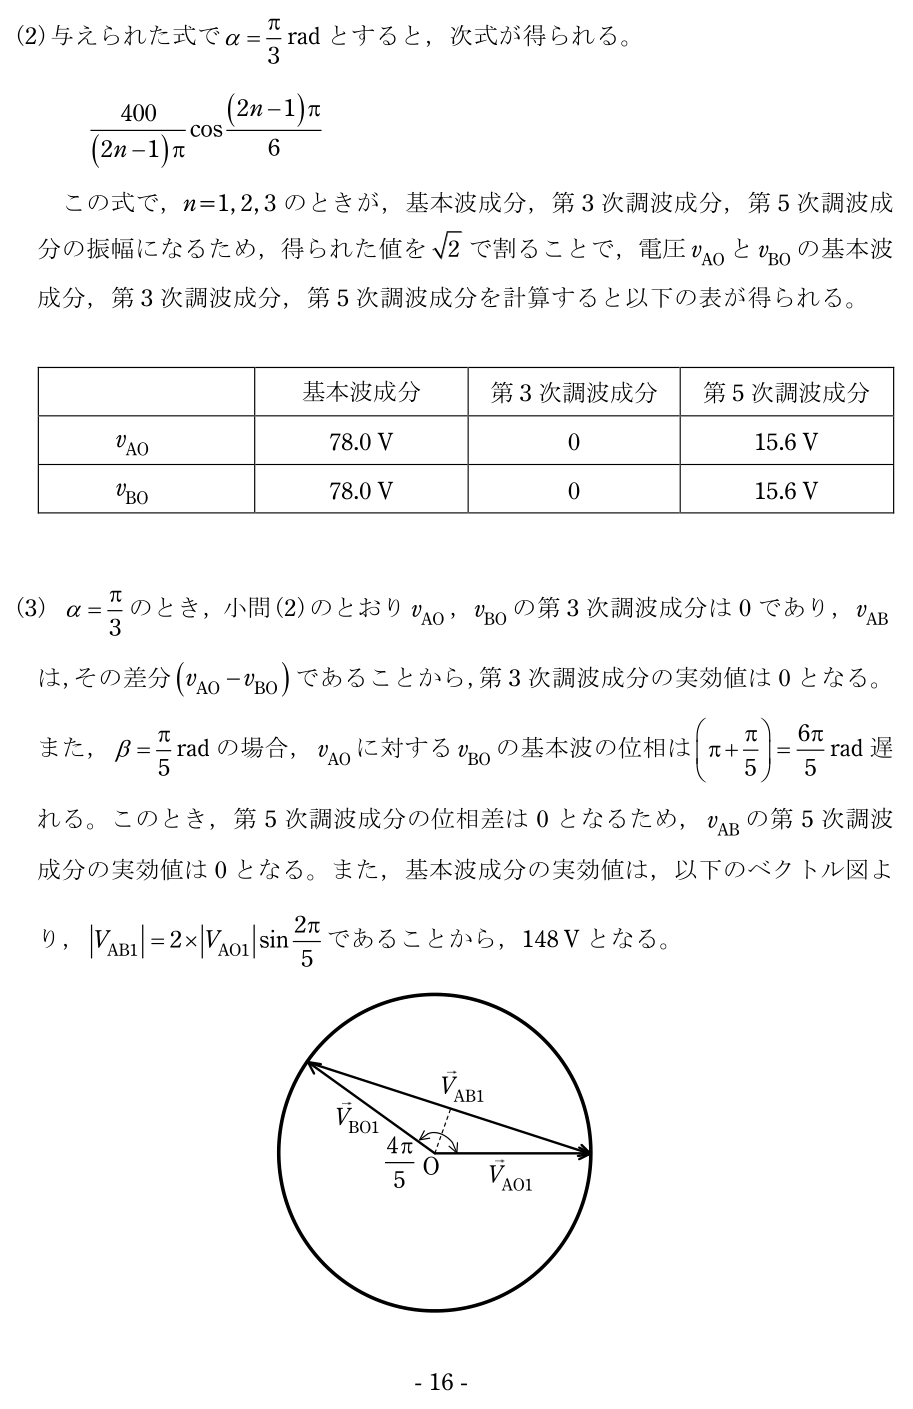 (2) 与えられた式で α = π/3 rad とすると，次式が得られる。
400/((2n−1)π) cos (2n−1)π/6
この式で，n=1, 2, 3 のときが，基本波成分，第 3 次調波成分，第 5 次調波成
分の振幅になるため，得られた値を √2 で割ることで，電圧 vAO と vBO の基本波
成分，第 3 次調波成分，第 5 次調波成分を計算すると以下の表が得られる。
基本波成分 第 3 次調波成分 第 5 次調波成分
vAO 78.0 V 0 15.6 V
vBO 78.0 V 0 15.6 V
(3) α = π/3 のとき，小問(2)のとおり vAO，vBO の第 3 次調波成分は 0 であり，vAB
は，その差分 (vAO − vBO) であることから，第 3 次調波成分の実効値は 0 となる。
また，β = π/5 rad の場合，vAO に対する vBO の基本波の位相は (π + π/5) = 6π/5 rad 遅
れる。このとき，第 5 次調波成分の位相差は 0 となるため，vAB の第 5 次調波
成分の実効値は 0 となる。また，基本波成分の実効値は，以下のベクトル図よ
り，|VAB1| = 2×|VAO1| sin 2π/5 であることから，148 V となる。
V⃗AB1
V⃗BO1
4π/5
O
V⃗AO1
- 16 -